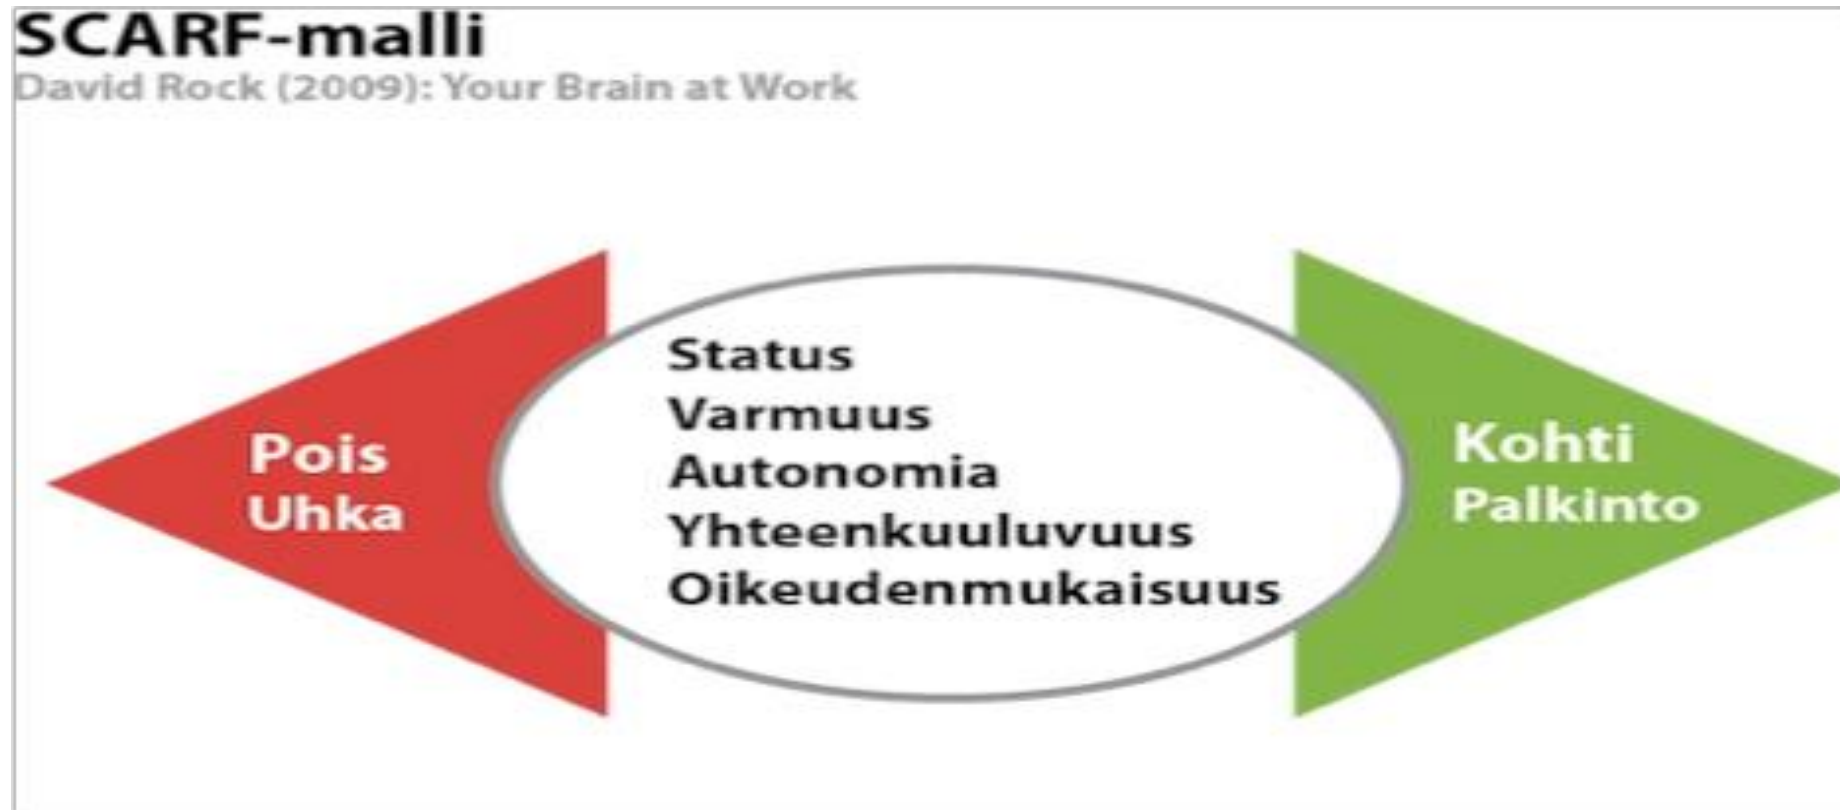 SCARF-malli
David Rock (2009): Your Brain at Work
Pois
Uhka
Status
Varmuus
Autonomia
Yhteenkuuluvuus
Oikeudenmukaisuus
Kohti
Palkinto